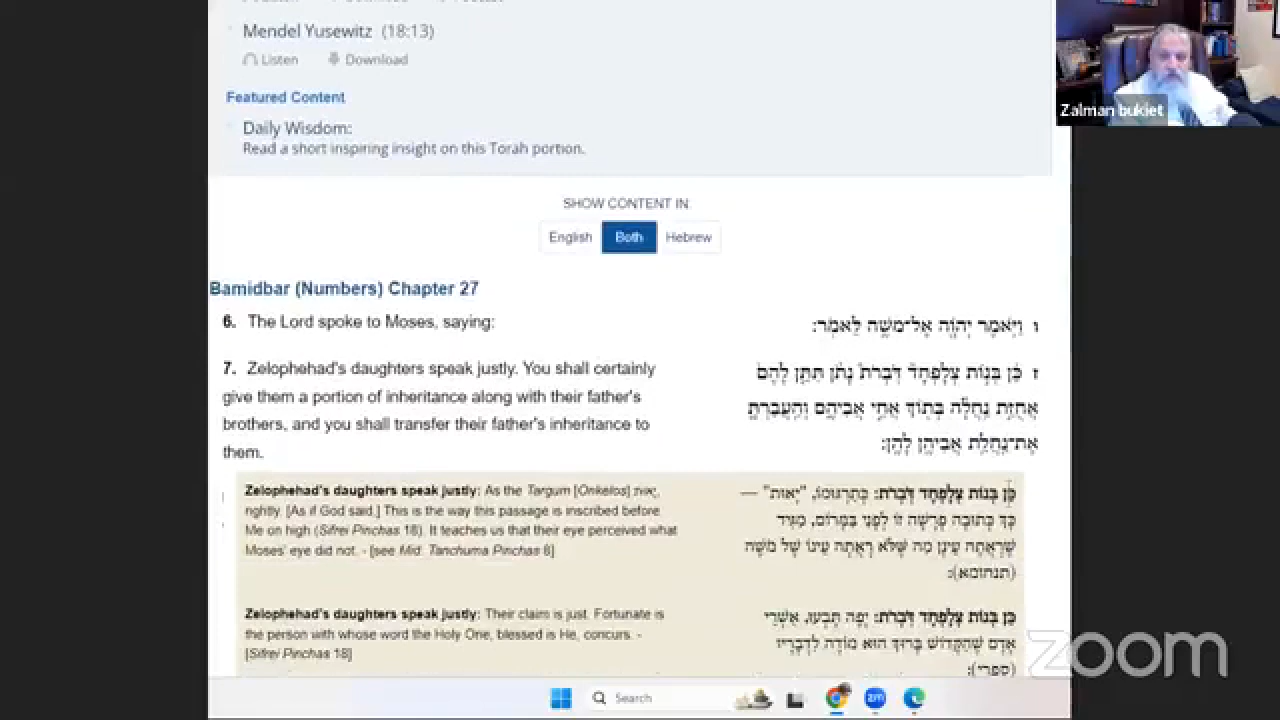 Mendel Yusewitz (18:13)
Listen Download
Featured Content
Daily Wisdom:
Read a short inspiring insight on this Torah portion.
Zalman bukiet
SHOW CONTENT IN:
English Both Hebrew
Bamidbar (Numbers) Chapter 27
6. The Lord spoke to Moses, saying:
ו וַיֹּאמֶר יְהֹוָה אֶל־משֶׁה לֵּאמֹר:
7. Zelophehad's daughters speak justly. You shall certainly
give them a portion of inheritance along with their father's
brothers, and you shall transfer their father's inheritance to
them.
ז כֵּן בְּנוֹת צְלָפְחָד דֹּבְרֹת נָתֹן תִּתֵּן לָהֶם
אֲחֻזַּת נַחֲלָה בְּתוֹךְ אֲחֵי אֲבִיהֶם וְהַעֲבַרְתָּ
אֶת־נַחֲלַת אֲבִיהֶן לָהֶן:
Zelophehad's daughters speak justly: As the Targum [Onkelos] יָאוּת,
rightly. [As if God said,] This is the way this passage is inscribed before
Me on high (Sifrei Pinchas 18). It teaches us that their eye perceived what
Moses' eye did not. - [see Mid. Tanchuma Pinchas 8]
כֵּן בְּנוֹת צְלָפְחָד דֹּבְרֹת: כְּתַרְגּוּמוֹ, "יָאוּת" —
כָּךְ כְּתוּבָה פָּרָשָׁה זוֹ לְפָנַי בַּמָּרוֹם, מַגִּיד
שֶׁרָאֲתָה עֵינָן מַה שֶּׁלֹּא רָאֲתָה עֵינוֹ שֶׁל מֹשֶׁה
(תנחומא):
Zelophehad's daughters speak justly: Their claim is just. Fortunate is
the person with whose word the Holy One, blessed is He, concurs. -
[Sifrei Pinchas 18]
כֵּן בְּנוֹת צְלָפְחָד דֹּבְרֹת: יָפֶה תָּבְעוּ, אַשְׁרֵי
אָדָם שֶׁהַקָּדוֹשׁ בָּרוּךְ הוּא מוֹדֶה לִדְבָרָיו
(ספרי):
zoom
Search
zm